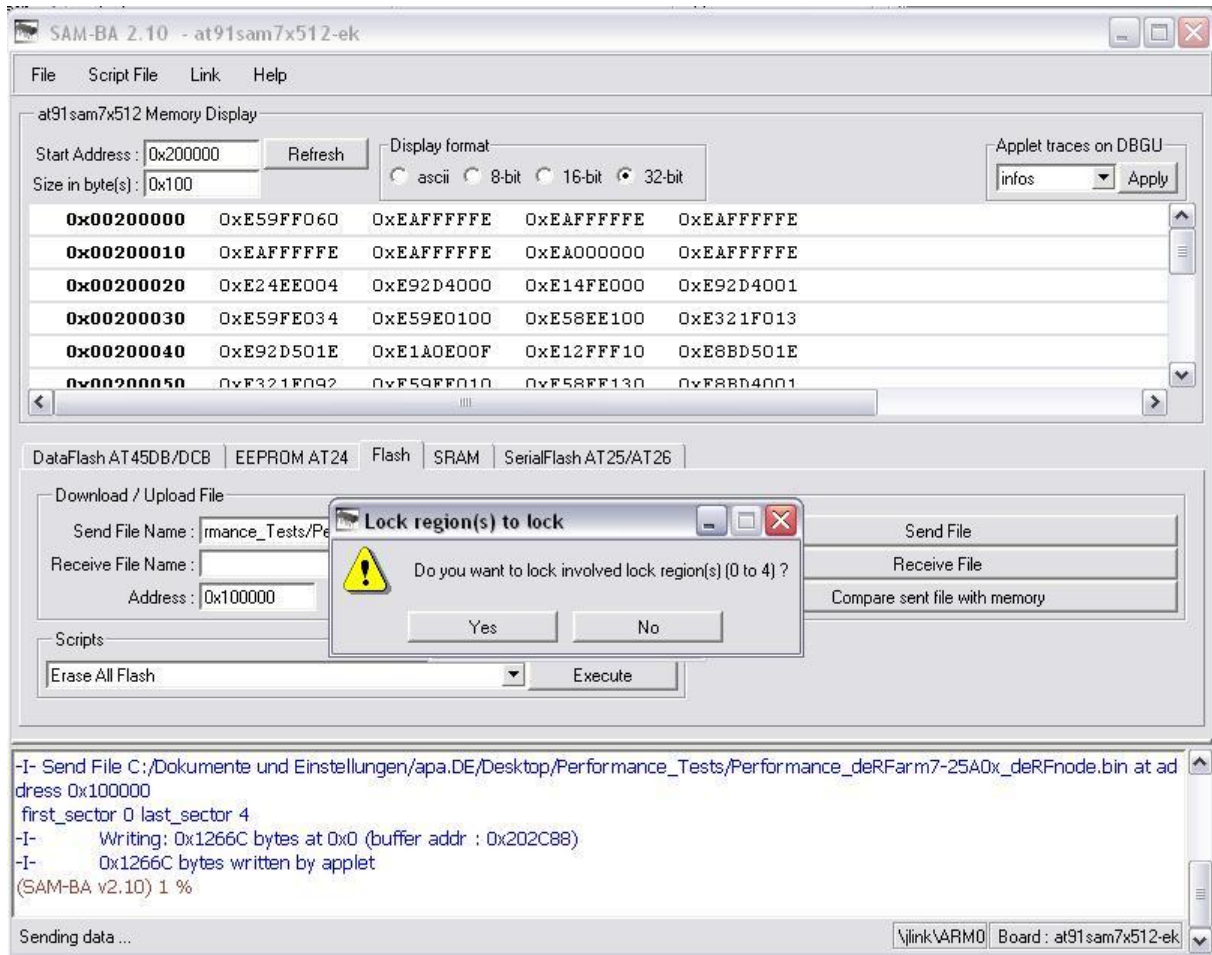 SAM-BA 2.10 - at91sam7x512-ek
File Script File Link Help
at91sam7x512 Memory Display
Start Address : 0x200000 Refresh
Size in byte(s) : 0x100
Display format
ascii 8-bit 16-bit 32-bit
Applet traces on DBGU
infos Apply
0x00200000 0xE59FF060 0xEAFFFFFE 0xEAFFFFFE 0xEAFFFFFE
0x00200010 0xEAFFFFFE 0xEAFFFFFE 0xEA000000 0xEAFFFFFE
0x00200020 0xE24EE004 0xE92D4000 0xE14FE000 0xE92D4001
0x00200030 0xE59FE034 0xE59E0100 0xE58EE100 0xE321F013
0x00200040 0xE92D501E 0xE1A0E00F 0xE12FFF10 0xE8BD501E
0x00200050 0xE321F092 0xE59FE010 0xE58EE130 0xE8BD4001
DataFlash AT45DB/DCB EEPROM AT24 Flash SRAM SerialFlash AT25/AT26
Download / Upload File
Send File Name : rmance_Tests/Pe Send File
Receive File Name : Receive File
Address : 0x100000 Compare sent file with memory
Lock region(s) to lock
Do you want to lock involved lock region(s) (0 to 4) ?
Yes No
Scripts
Erase All Flash Execute
-I- Send File C:/Dokumente und Einstellungen/apa.DE/Desktop/Performance_Tests/Performance_deRFarm7-25A0x_deRFnode.bin at ad
dress 0x100000
first_sector 0 last_sector 4
-I- Writing: 0x1266C bytes at 0x0 (buffer addr : 0x202C88)
-I- 0x1266C bytes written by applet
(SAM-BA v2.10) 1 %
Sending data ... \jlink\ARM0 Board : at91sam7x512-ek